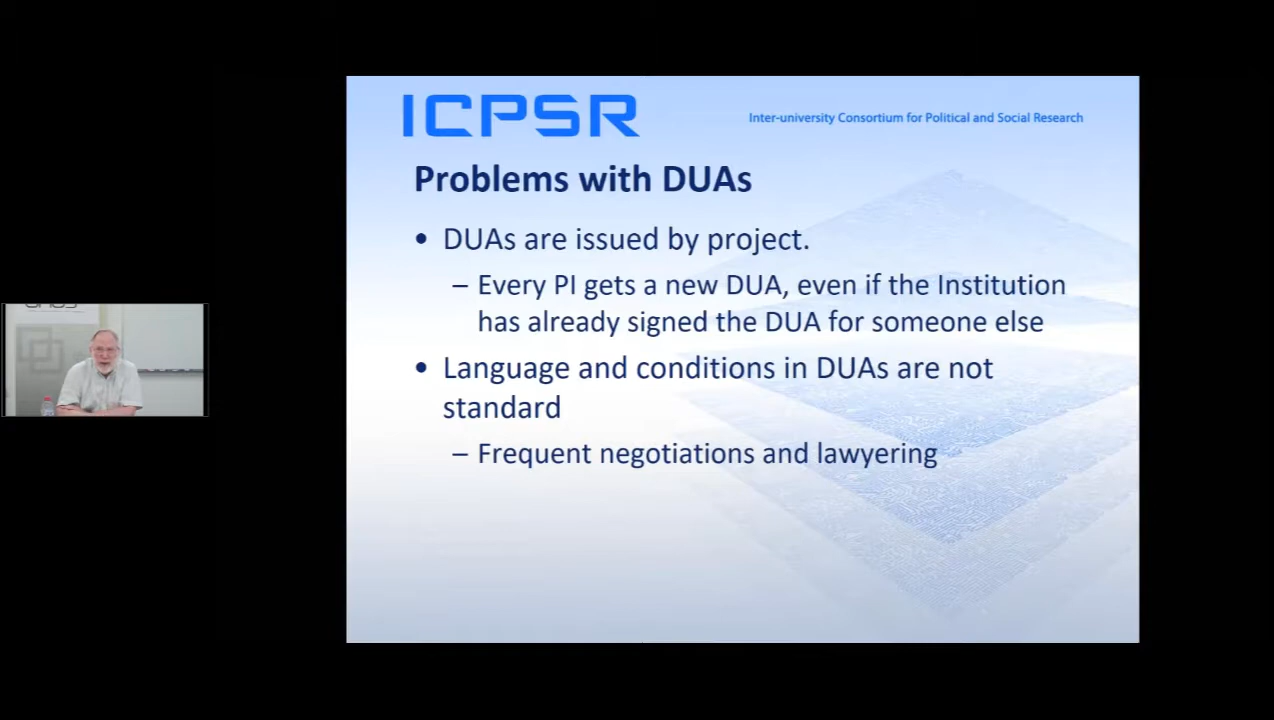 ICPSR
Inter-university Consortium for Political and Social Research
Problems with DUAs
• DUAs are issued by project.
– Every PI gets a new DUA, even if the Institution
has already signed the DUA for someone else
• Language and conditions in DUAs are not
standard
– Frequent negotiations and lawyering